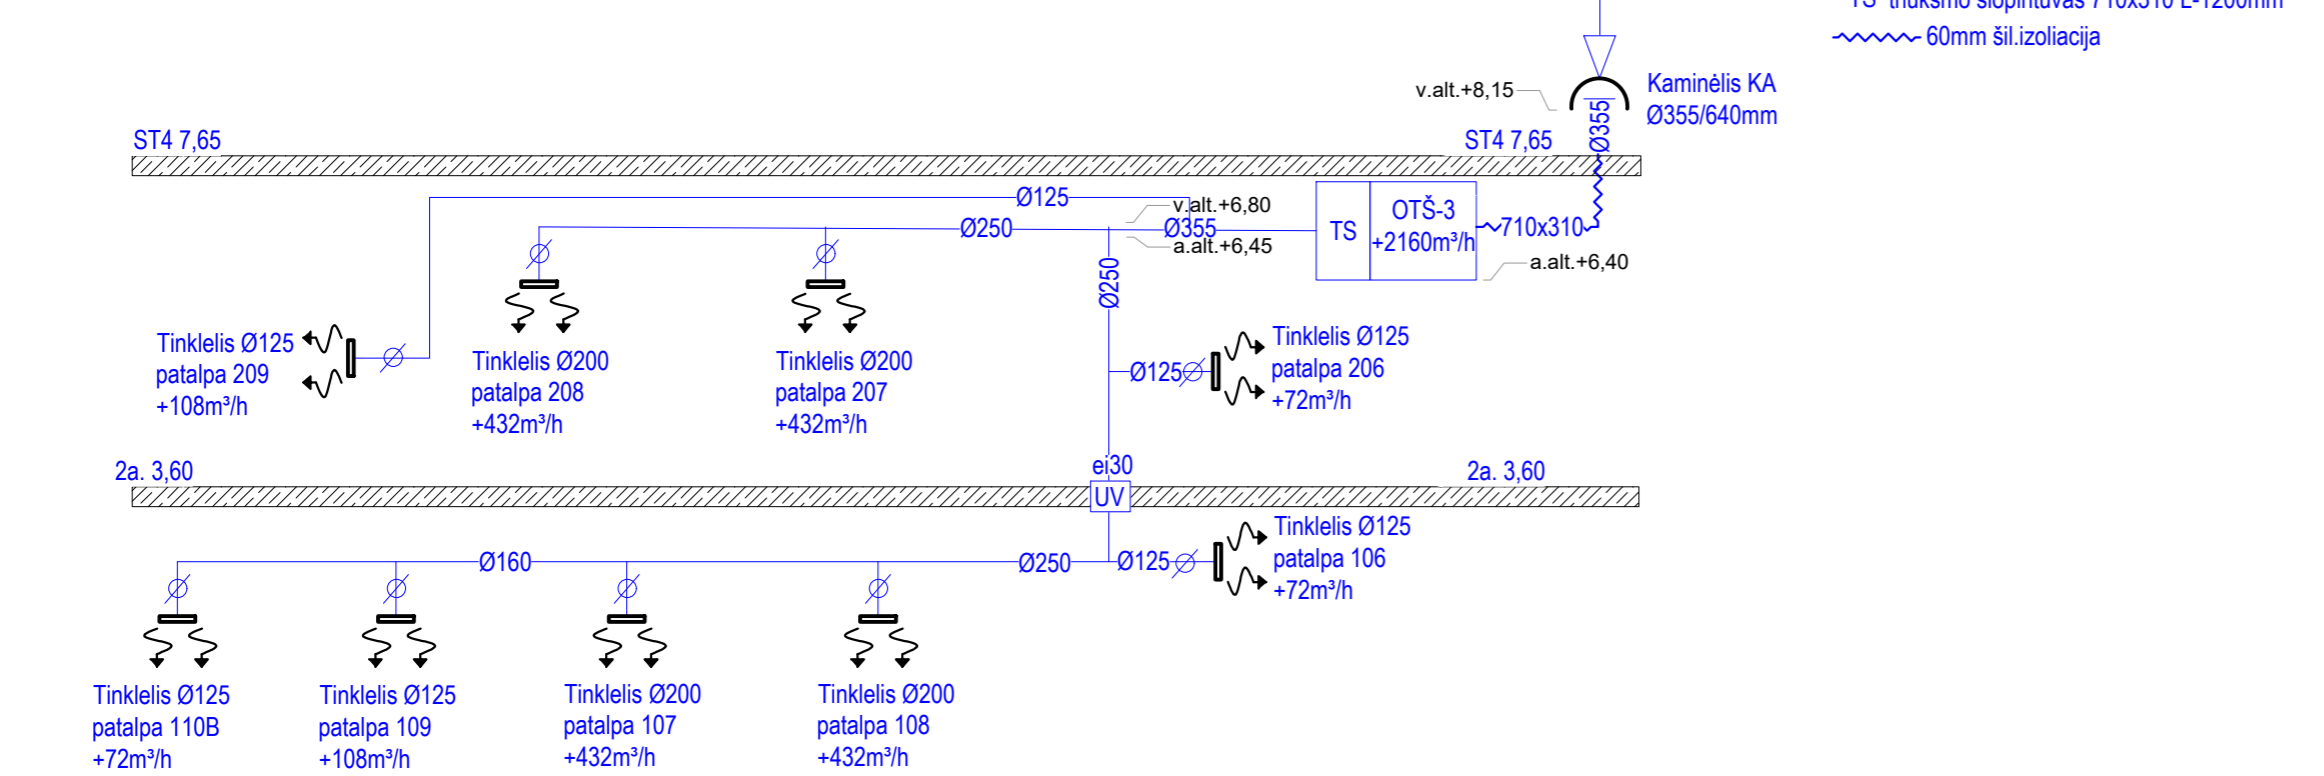 TS triukšmo slopintuvas 710x310 L-1200mm
60mm šil.izoliacija
v.alt.+8,15
Kaminėlis KA
Ø355/640mm
Ø355
ST4 7,65
ST4 7,65
Ø125
v.alt.+6,80
Ø250
Ø355
a.alt.+6,45
TS
OTŠ-3
+2160m³/h
710x310
a.alt.+6,40
Ø250
Tinklelis Ø125
patalpa 209
+108m³/h
Tinklelis Ø200
patalpa 208
+432m³/h
Tinklelis Ø200
patalpa 207
+432m³/h
Ø125
Tinklelis Ø125
patalpa 206
+72m³/h
2a. 3,60
ei30
UV
2a. 3,60
Ø160
Ø250
Ø125
Tinklelis Ø125
patalpa 106
+72m³/h
Tinklelis Ø125
patalpa 110B
+72m³/h
Tinklelis Ø125
patalpa 109
+108m³/h
Tinklelis Ø200
patalpa 107
+432m³/h
Tinklelis Ø200
patalpa 108
+432m³/h